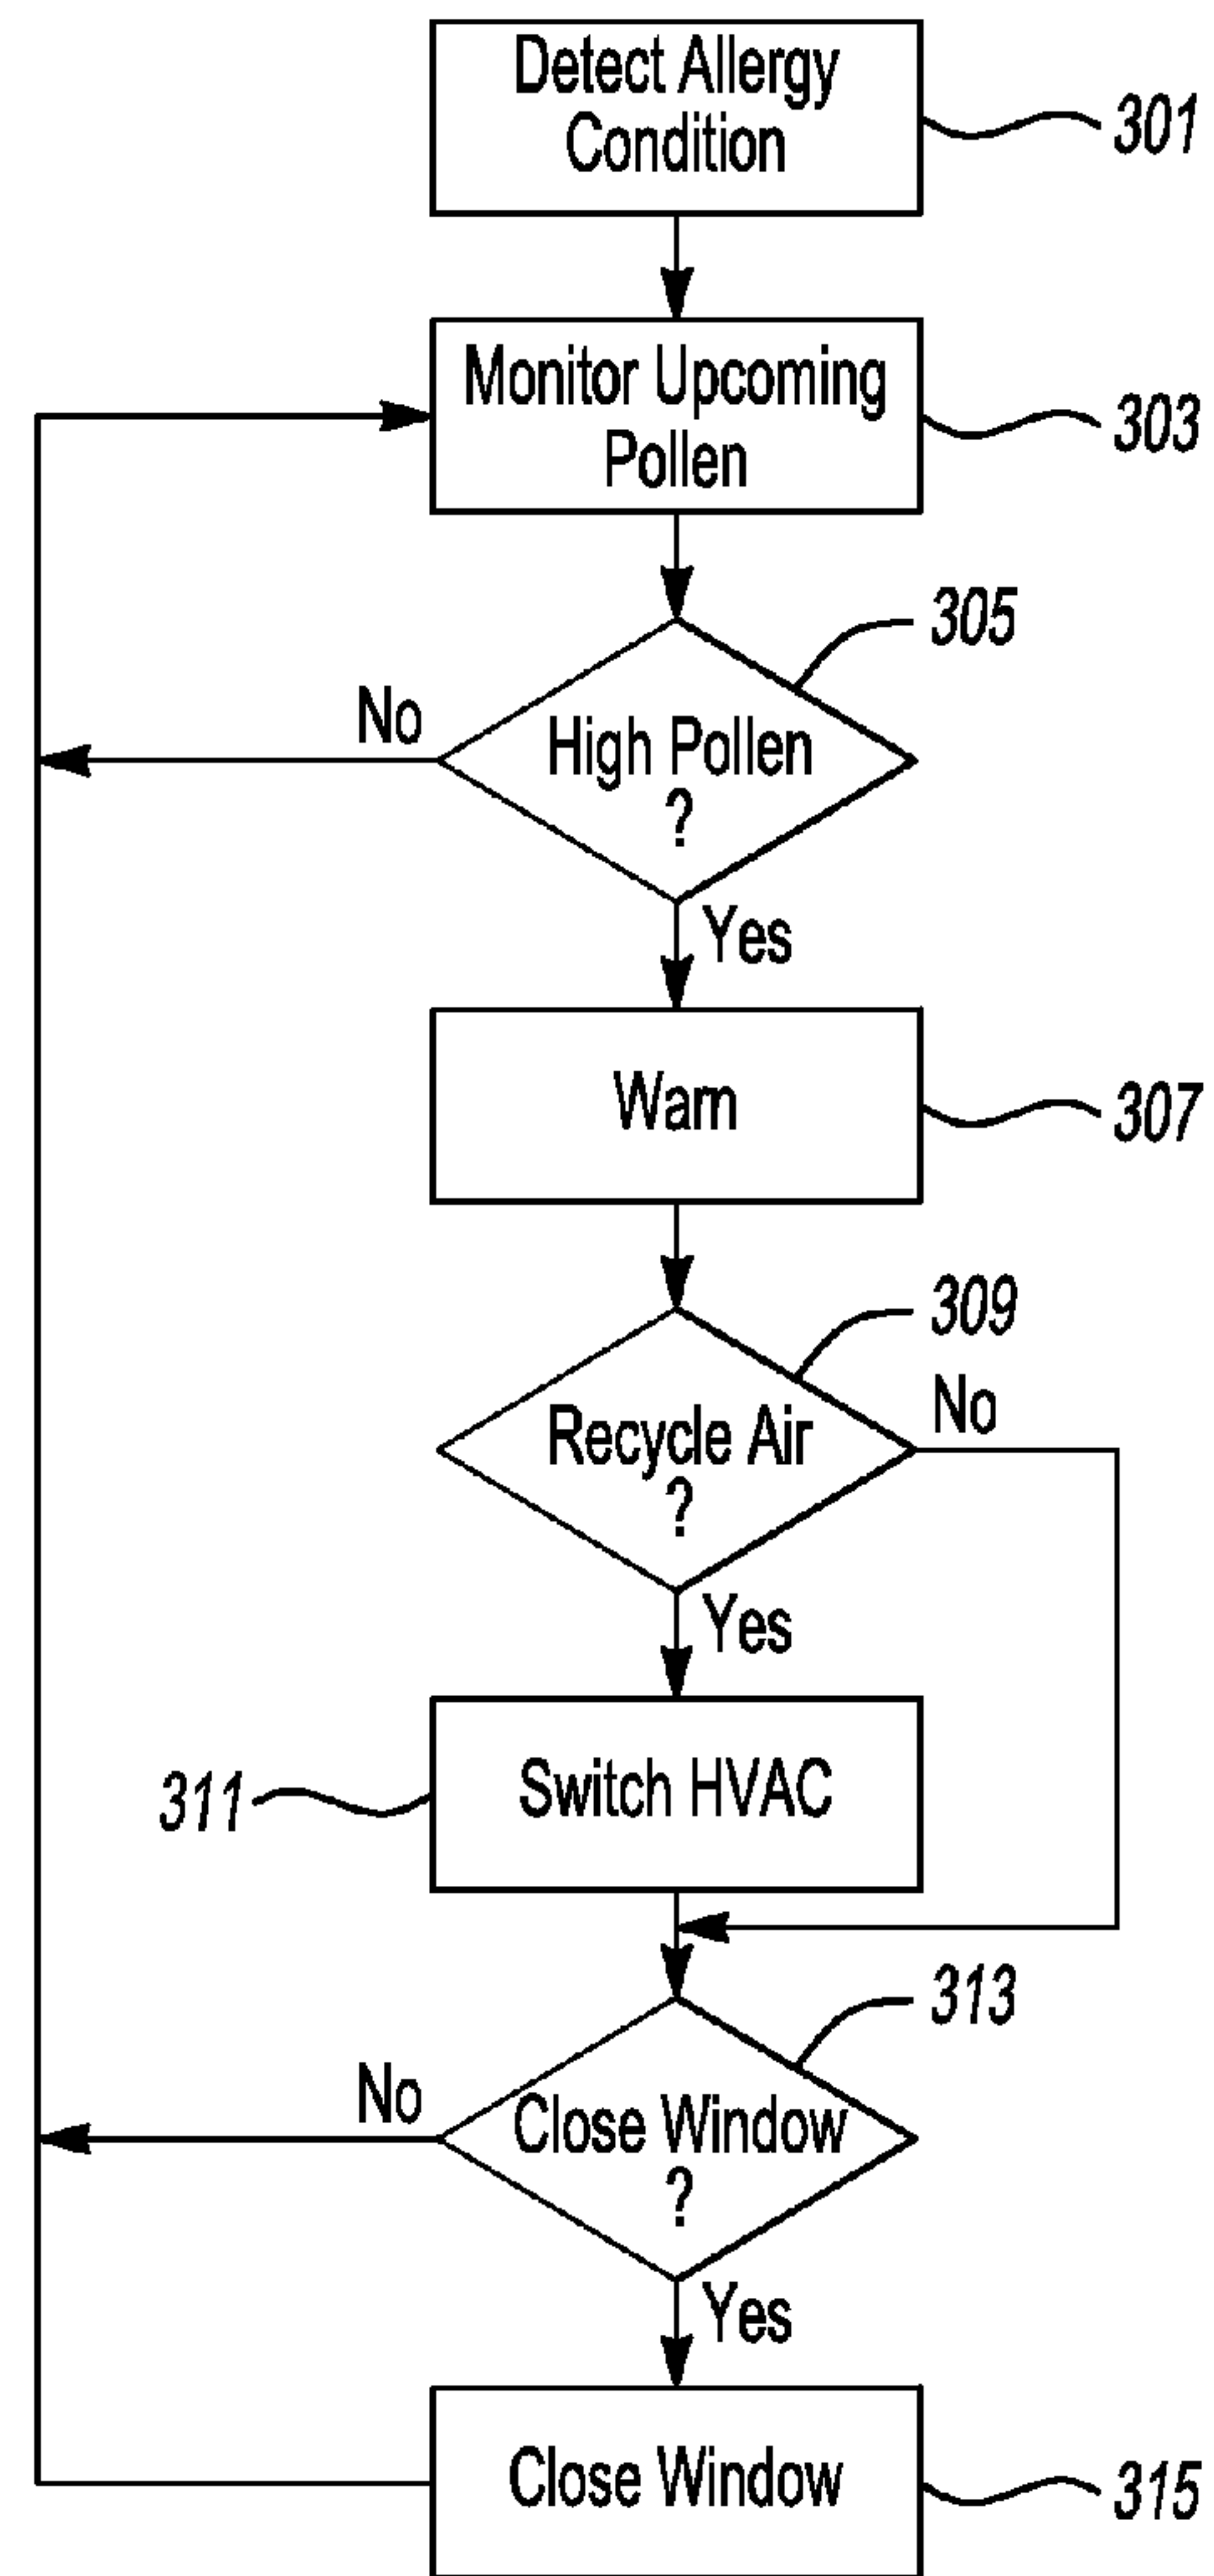 Detect Allergy
Condition
301
Monitor Upcoming
Pollen
303
305
No
High Pollen
?
Yes
Warn
307
309
No
Recycle Air
?
Yes
311
Switch HVAC
313
No
Close Window
?
Yes
Close Window
315